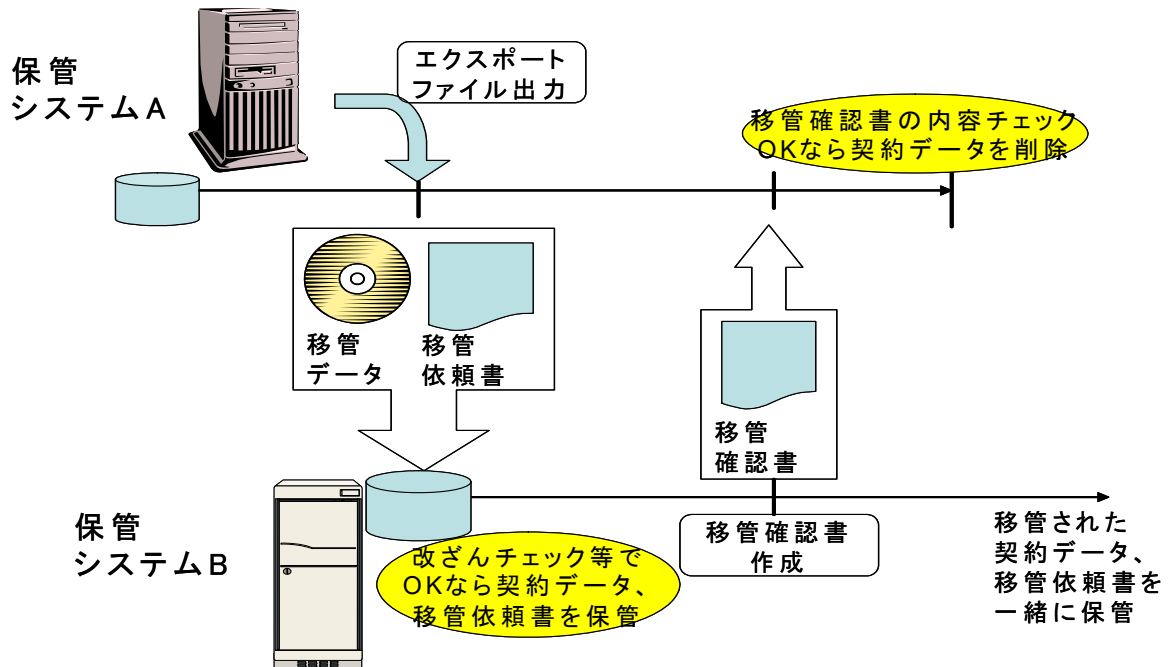 保管
システムA
エクスポート
ファイル出力
移管確認書の内容チェック
OKなら契約データを削除
移管
データ
移管
依頼書
移管
確認書
保管
システムB
改ざんチェック等で
OKなら契約データ、
移管依頼書を保管
移管確認書
作成
移管された
契約データ、
移管依頼書を
一緒に保管